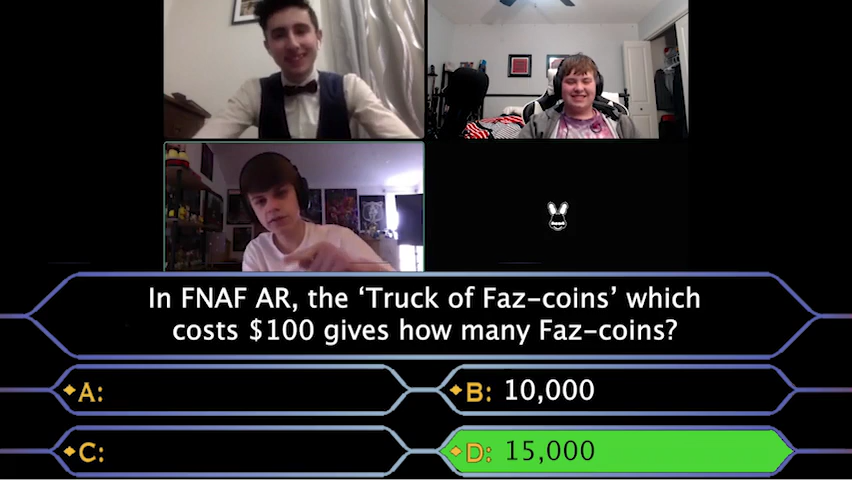 In FNAF AR, the ‘Truck of Faz-coins’ which
costs $100 gives how many Faz-coins?
A:
B: 10,000
C:
D: 15,000